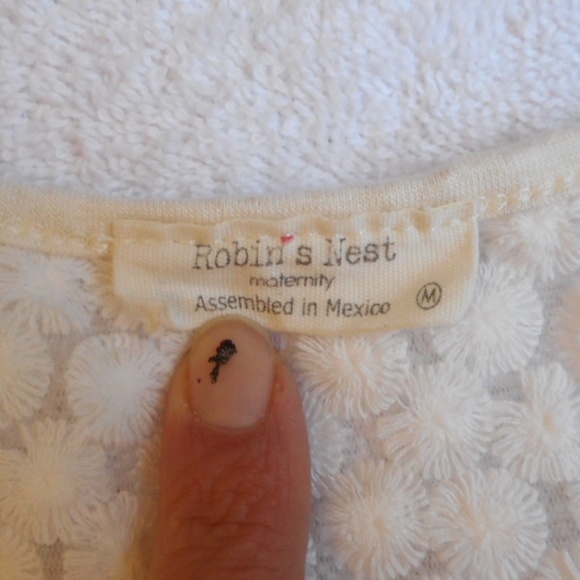 Robin's Nest
maternity
Assembled in Mexico
M